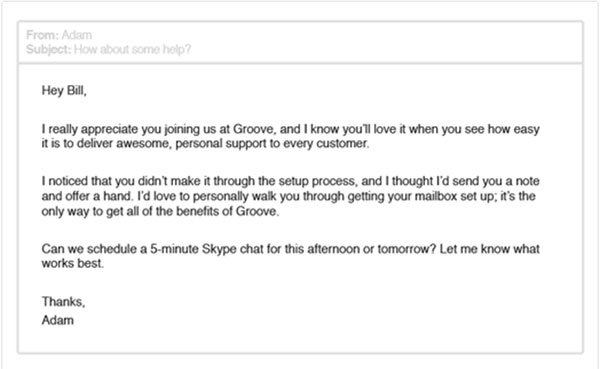 From: Adam
Subject: How about some help?
Hey Bill,
I really appreciate you joining us at Groove, and I know you'll love it when you see how easy
it is to deliver awesome, personal support to every customer.
I noticed that you didn't make it through the setup process, and I thought I'd send you a note
and offer a hand. I'd love to personally walk you through getting your mailbox set up; it's the
only way to get all of the benefits of Groove.
Can we schedule a 5-minute Skype chat for this afternoon or tomorrow? Let me know what
works best.
Thanks,
Adam